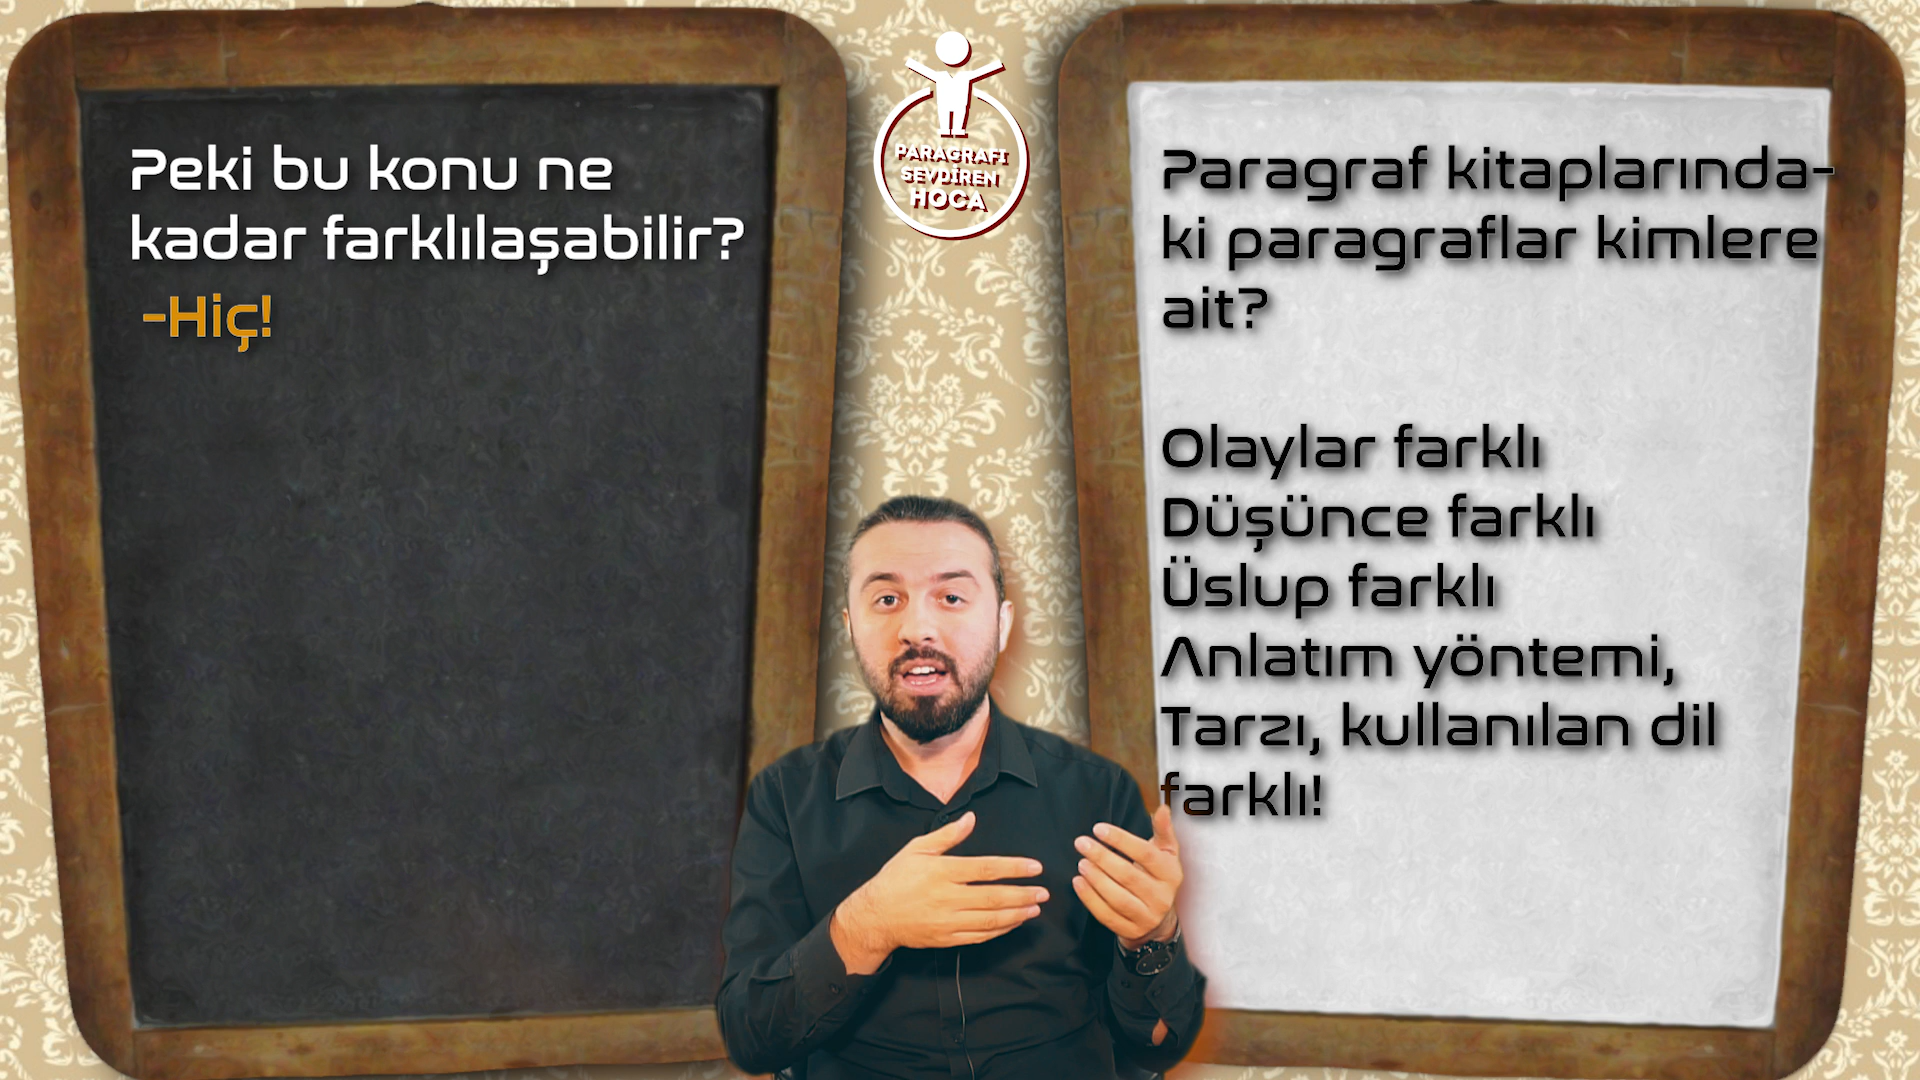 Peki bu konu ne
kadar farklılaşabilir?
-Hiç!
PARAGRAFI
SEVDİREN
HOCA
Paragraf kitaplarında-
ki paragraflar kimlere
ait?
Olaylar farklı
Düşünce farklı
Üslup farklı
Anlatım yöntemi,
Tarzı, kullanılan dil
farklı!